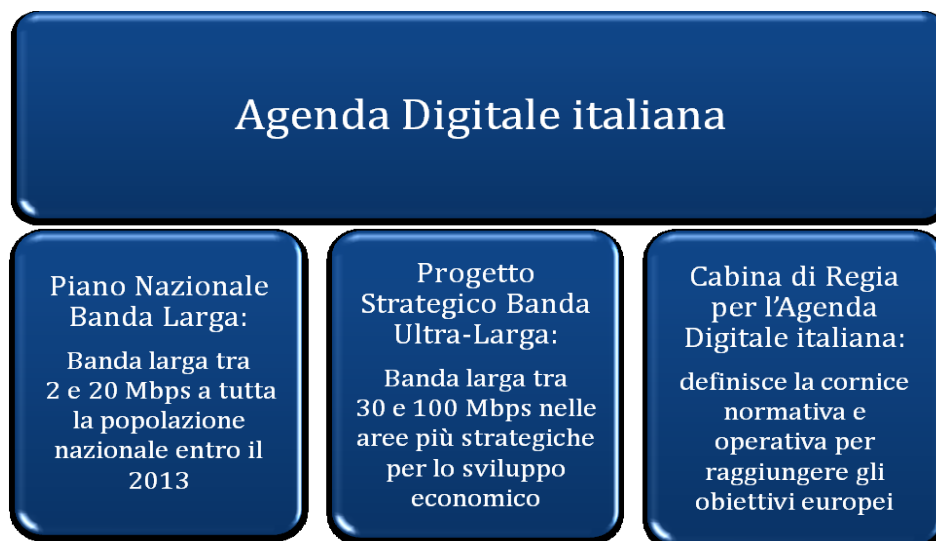 Agenda Digitale italiana
Piano Nazionale
Banda Larga:
Banda larga tra
2 e 20 Mbps a tutta
la popolazione
nazionale entro il
2013
Progetto
Strategico Banda
Ultra-Larga:
Banda larga tra
30 e 100 Mbps nelle
aree più strategiche
per lo sviluppo
economico
Cabina di Regia
per l’Agenda
Digitale italiana:
definisce la cornice
normativa e
operativa per
raggiungere gli
obiettivi europei